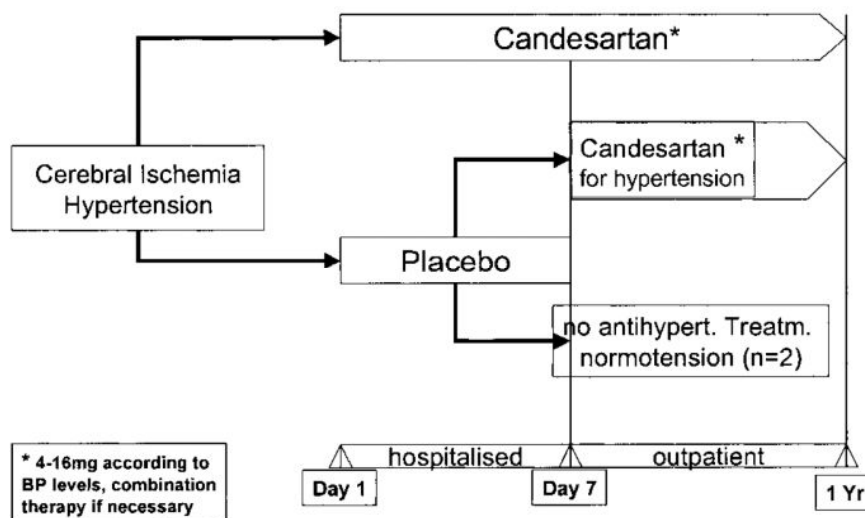 Candesartan*
Cerebral Ischemia
Hypertension
Candesartan *
for hypertension
Placebo
no antihypert. Treatm.
normotension (n=2)
* 4-16mg according to
BP levels, combination
therapy if necessary
hospitalised
outpatient
Day 1
Day 7
1 Yr